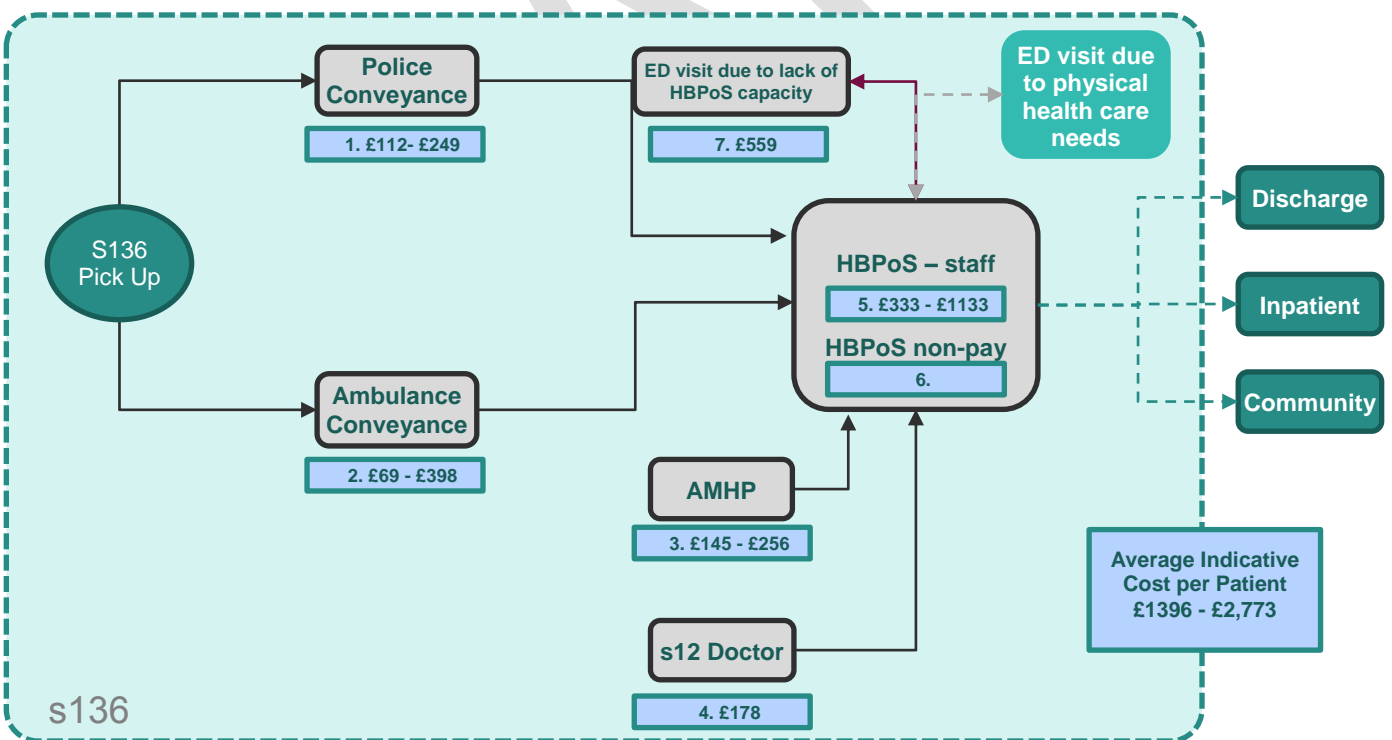 Police
Conveyance
1. £112- £249
ED visit due to lack of
HBPoS capacity
7. £559
ED visit due
to physical
health care
needs
S136
Pick Up
HBPoS – staff
5. £333 - £1133
HBPoS non-pay
6.
Discharge
Inpatient
Community
Ambulance
Conveyance
2. £69 - £398
AMHP
3. £145 - £256
s12 Doctor
4. £178
Average Indicative
Cost per Patient
£1396 - £2,773
s136